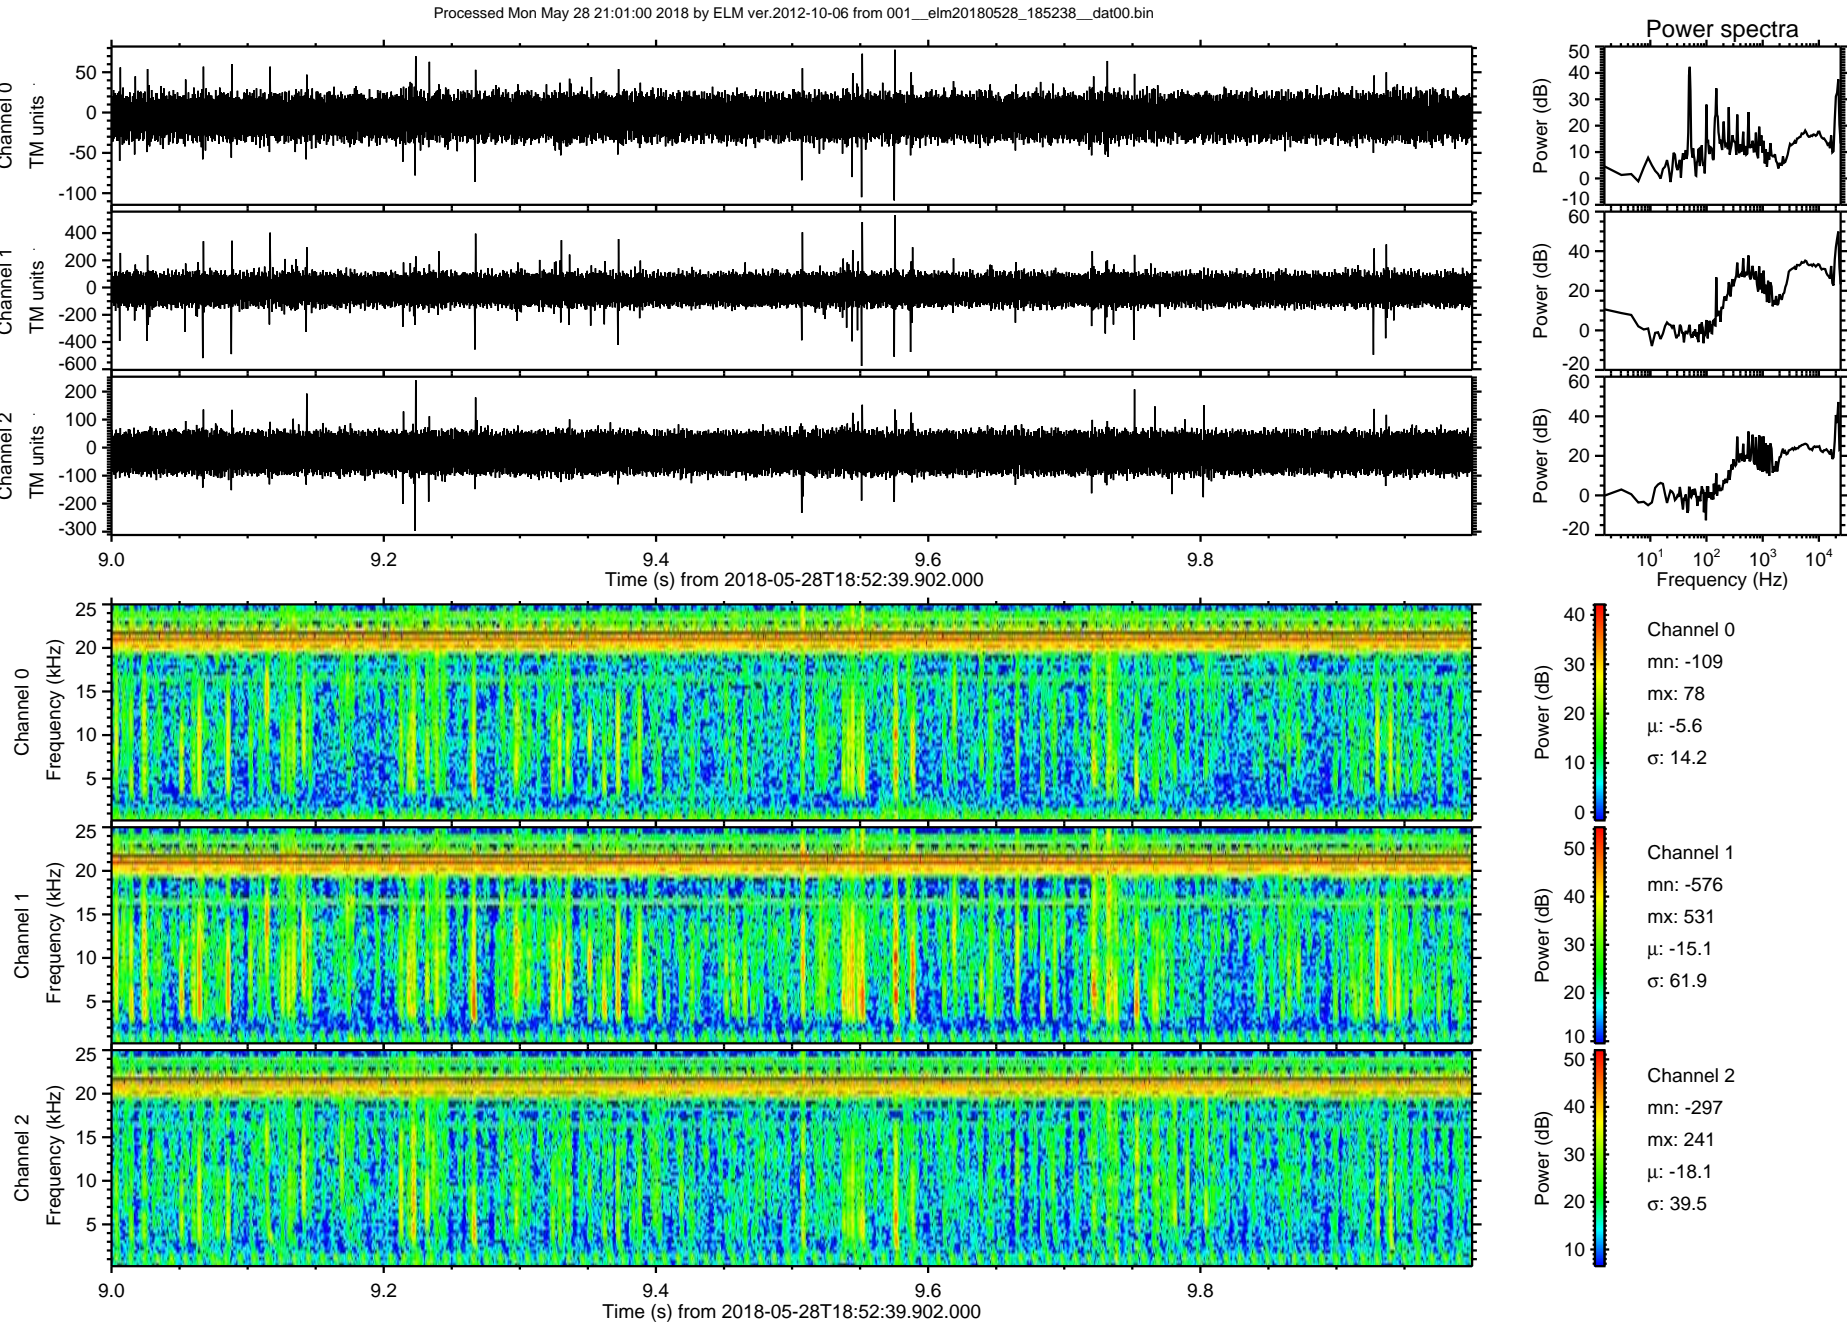 Processed Mon May 28 21:01:00 2018 by ELM ver.2012-10-06 from 001__elm20180528_185238__dat00.bin
Power spectra
Channel 0
TM units
50
0
-50
-100
Power (dB)
50
40
30
20
10
0
-10
Channel 1
TM units
400
200
0
-200
-400
-600
Power (dB)
60
40
20
0
-20
Channel 2
TM units
200
100
0
-100
-200
-300
Power (dB)
60
40
20
0
-20
9.0 9.2 9.4 9.6 9.8
Time (s) from 2018-05-28T18:52:39.902.000
10^1 10^2 10^3 10^4
Frequency (Hz)
Channel 0
Frequency (kHz)
25
20
15
10
5
Power (dB)
40
30
20
10
0
Channel 0
mn: -109
mx: 78
μ: -5.6
σ: 14.2
Channel 1
Frequency (kHz)
25
20
15
10
5
Power (dB)
50
40
30
20
10
Channel 1
mn: -576
mx: 531
μ: -15.1
σ: 61.9
Channel 2
Frequency (kHz)
25
20
15
10
5
Power (dB)
50
40
30
20
10
Channel 2
mn: -297
mx: 241
μ: -18.1
σ: 39.5
9.0 9.2 9.4 9.6 9.8
Time (s) from 2018-05-28T18:52:39.902.000